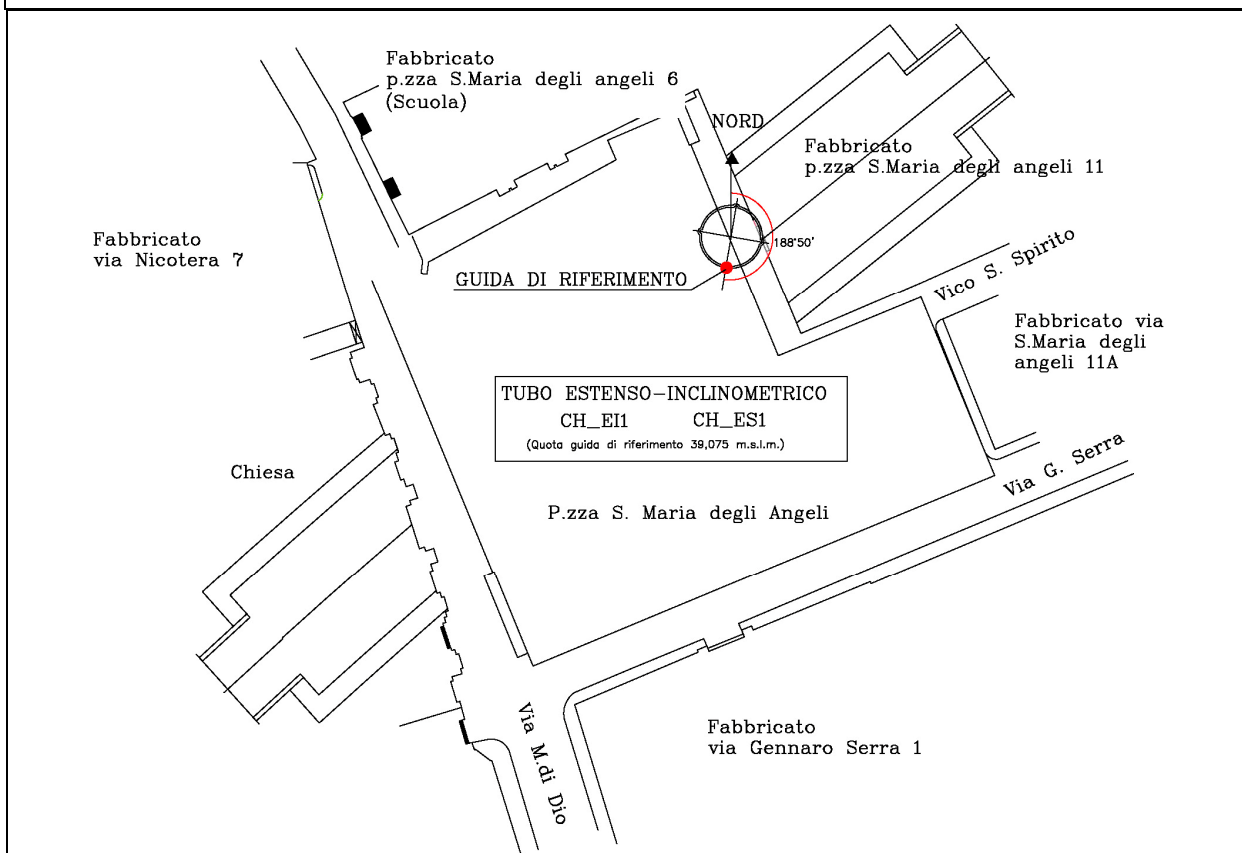 Fabbricato
p.zza S.Maria degli angeli 6
(Scuola)
NORD
Fabbricato
p.zza S.Maria degli angeli 11
188°50'
Fabbricato
via Nicotera 7
GUIDA DI RIFERIMENTO
Vico S. Spirito
Fabbricato via
S.Maria degli
angeli 11A
TUBO ESTENSO-INCLINOMETRICO
CH_EI1 CH_ES1
(Quota guida di riferimento 39,075 m.s.l.m.)
Chiesa
Via G. Serra
P.zza S. Maria degli Angeli
Via M.di Dio
Fabbricato
via Gennaro Serra 1